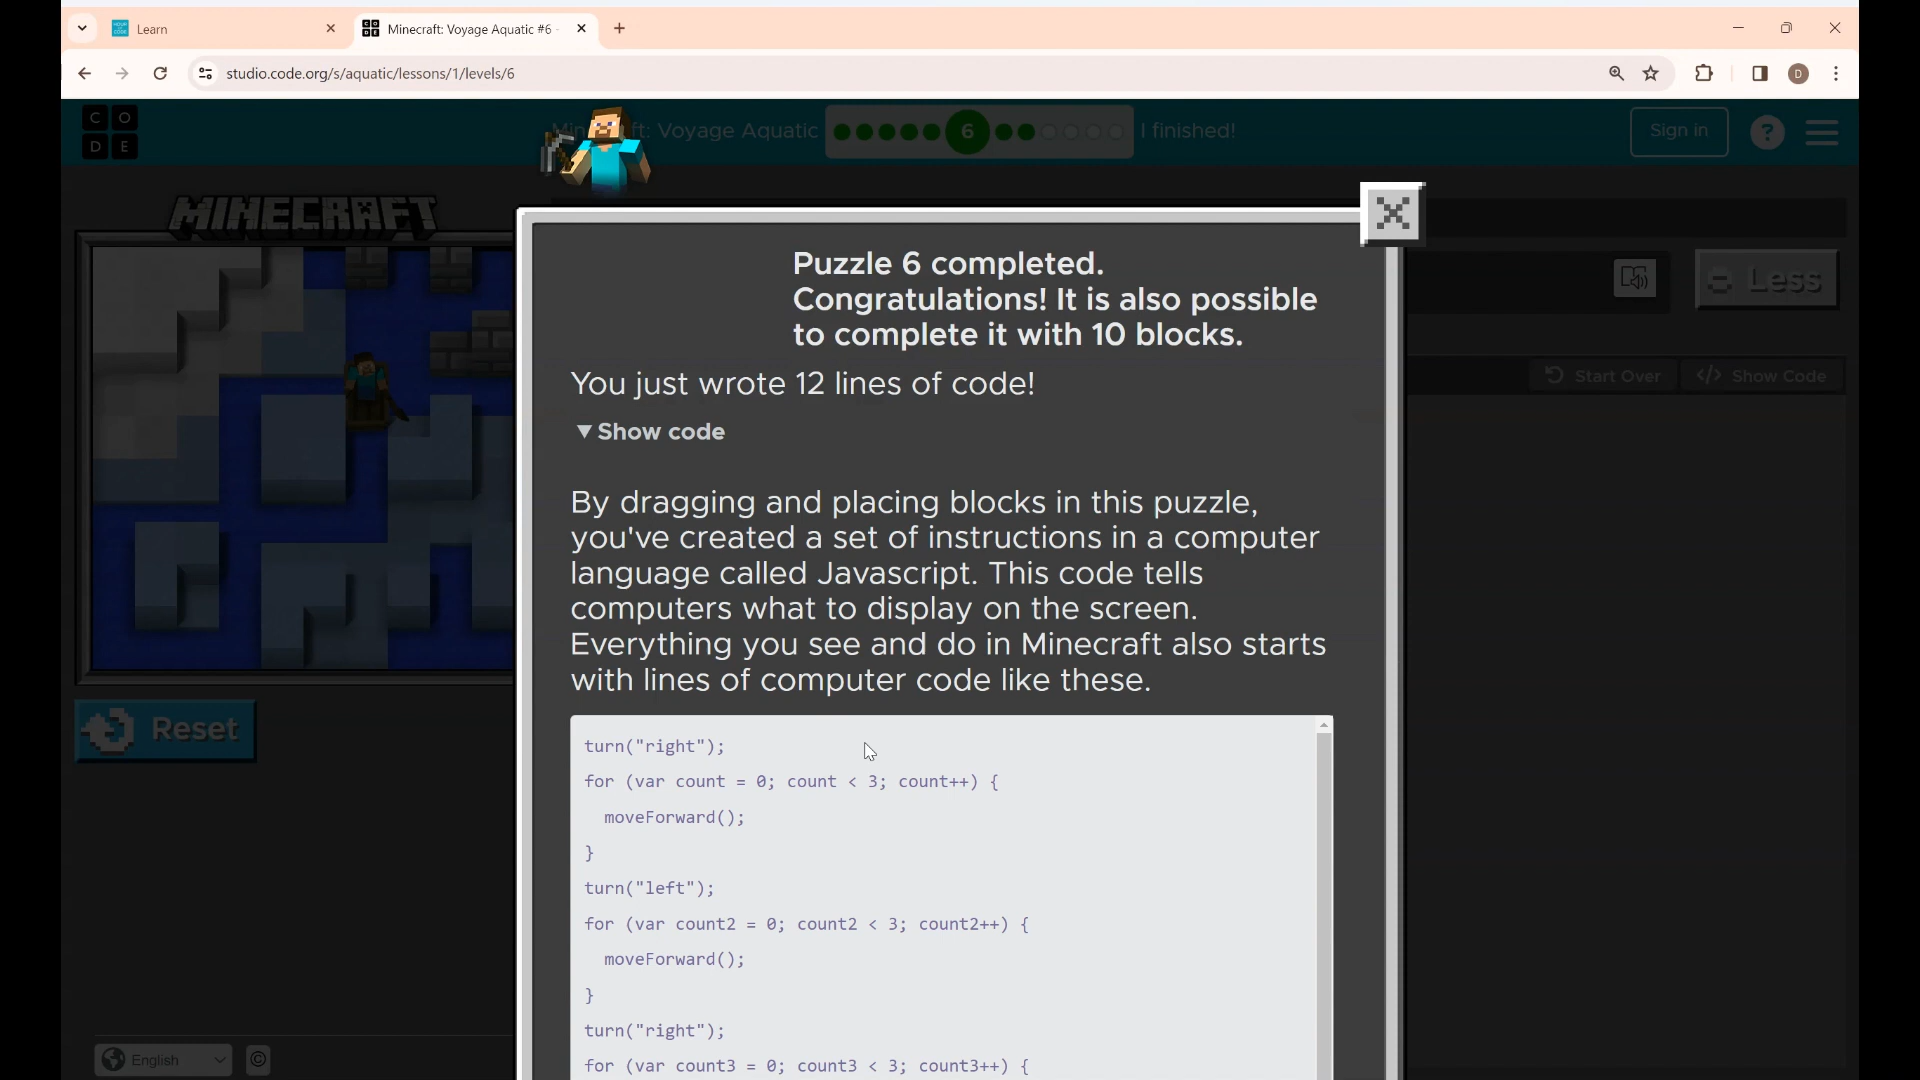 Learn
Minecraft: Voyage Aquatic #6 -
studio.code.org/s/aquatic/lessons/1/levels/6
D
C O
D E
Minecraft: Voyage Aquatic
6
I finished!
Sign in
?
MINECRAFT
Less
Start Over
</> Show Code
Puzzle 6 completed.
Congratulations! It is also possible
to complete it with 10 blocks.
You just wrote 12 lines of code!
▼ Show code
By dragging and placing blocks in this puzzle,
you've created a set of instructions in a computer
language called Javascript. This code tells
computers what to display on the screen.
Everything you see and do in Minecraft also starts
with lines of computer code like these.
turn("right");
for (var count = 0; count < 3; count++) {
moveForward();
}
turn("left");
for (var count2 = 0; count2 < 3; count2++) {
moveForward();
}
turn("right");
for (var count3 = 0; count3 < 3; count3++) {
Reset
English
©